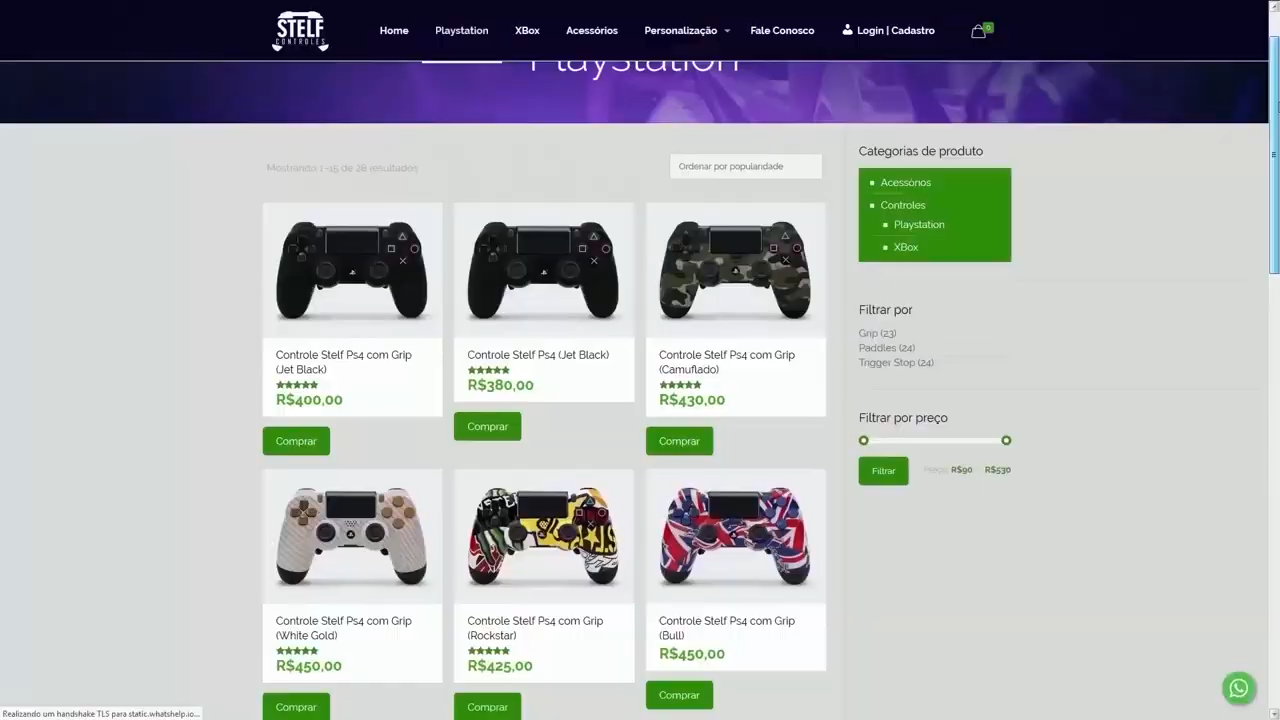 STELF
CONTROLES
Home
Playstation
XBox
Acessórios
Personalização
Fale Conosco
Login | Cadastro
0
Playstation
Mostrando 1–15 de 28 resultados
Ordenar por popularidade
Controle Stelf Ps4 com Grip
(Jet Black)
R$400,00
Comprar
Controle Stelf Ps4 (Jet Black)
R$380,00
Comprar
Controle Stelf Ps4 com Grip
(Camuflado)
R$430,00
Comprar
Controle Stelf Ps4 com Grip
(White Gold)
R$450,00
Comprar
Controle Stelf Ps4 com Grip
(Rockstar)
R$425,00
Comprar
Controle Stelf Ps4 com Grip
(Bull)
R$450,00
Comprar
Categorias de produto
Acessórios
Controles
Playstation
XBox
Filtrar por
Grip (23)
Paddles (24)
Trigger Stop (24)
Filtrar por preço
Filtrar
Preço: R$90 R$530
Realizando um handshake TLS para static.whatshelp.io...